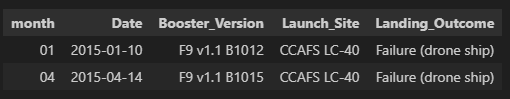 month Date Booster_Version Launch_Site Landing_Outcome
01 2015-01-10 F9 v1.1 B1012 CCAFS LC-40 Failure (drone ship)
04 2015-04-14 F9 v1.1 B1015 CCAFS LC-40 Failure (drone ship)